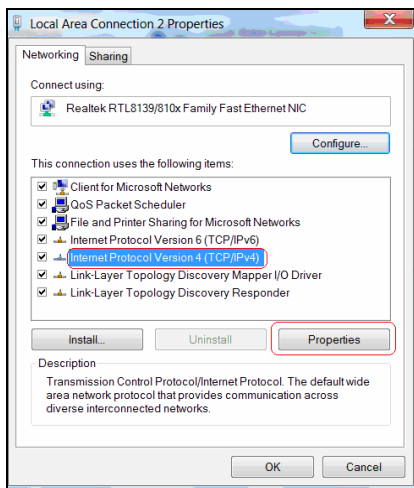 Local Area Connection 2 Properties
Networking
Sharing
Connect using:
Realtek RTL8139/810x Family Fast Ethernet NIC
Configure...
This connection uses the following items:
Client for Microsoft Networks
QoS Packet Scheduler
File and Printer Sharing for Microsoft Networks
Internet Protocol Version 6 (TCP/IPv6)
Internet Protocol Version 4 (TCP/IPv4)
Link-Layer Topology Discovery Mapper I/O Driver
Link-Layer Topology Discovery Responder
Install...
Uninstall
Properties
Description
Transmission Control Protocol/Internet Protocol. The default wide
area network protocol that provides communication across
diverse interconnected networks.
OK
Cancel